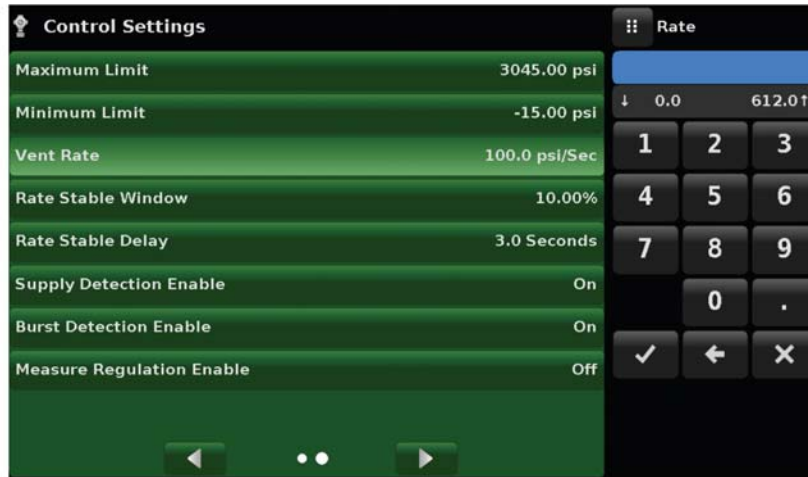 Control Settings
Maximum Limit 3045.00 psi
Minimum Limit -15.00 psi
Vent Rate 100.0 psi/Sec
Rate Stable Window 10.00%
Rate Stable Delay 3.0 Seconds
Supply Detection Enable On
Burst Detection Enable On
Measure Regulation Enable Off
Rate
↓ 0.0 612.0↑
1 2 3
4 5 6
7 8 9
0 .